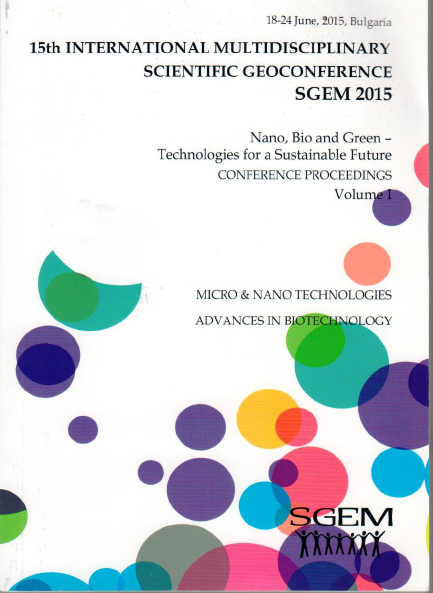 18-24 June, 2015, Bulgaria
15th INTERNATIONAL MULTIDISCIPLINARY
SCIENTIFIC GEOCONFERENCE
SGEM 2015
Nano, Bio and Green –
Technologies for a Sustainable Future
CONFERENCE PROCEEDINGS
Volume I
MICRO & NANO TECHNOLOGIES
ADVANCES IN BIOTECHNOLOGY
SGEM